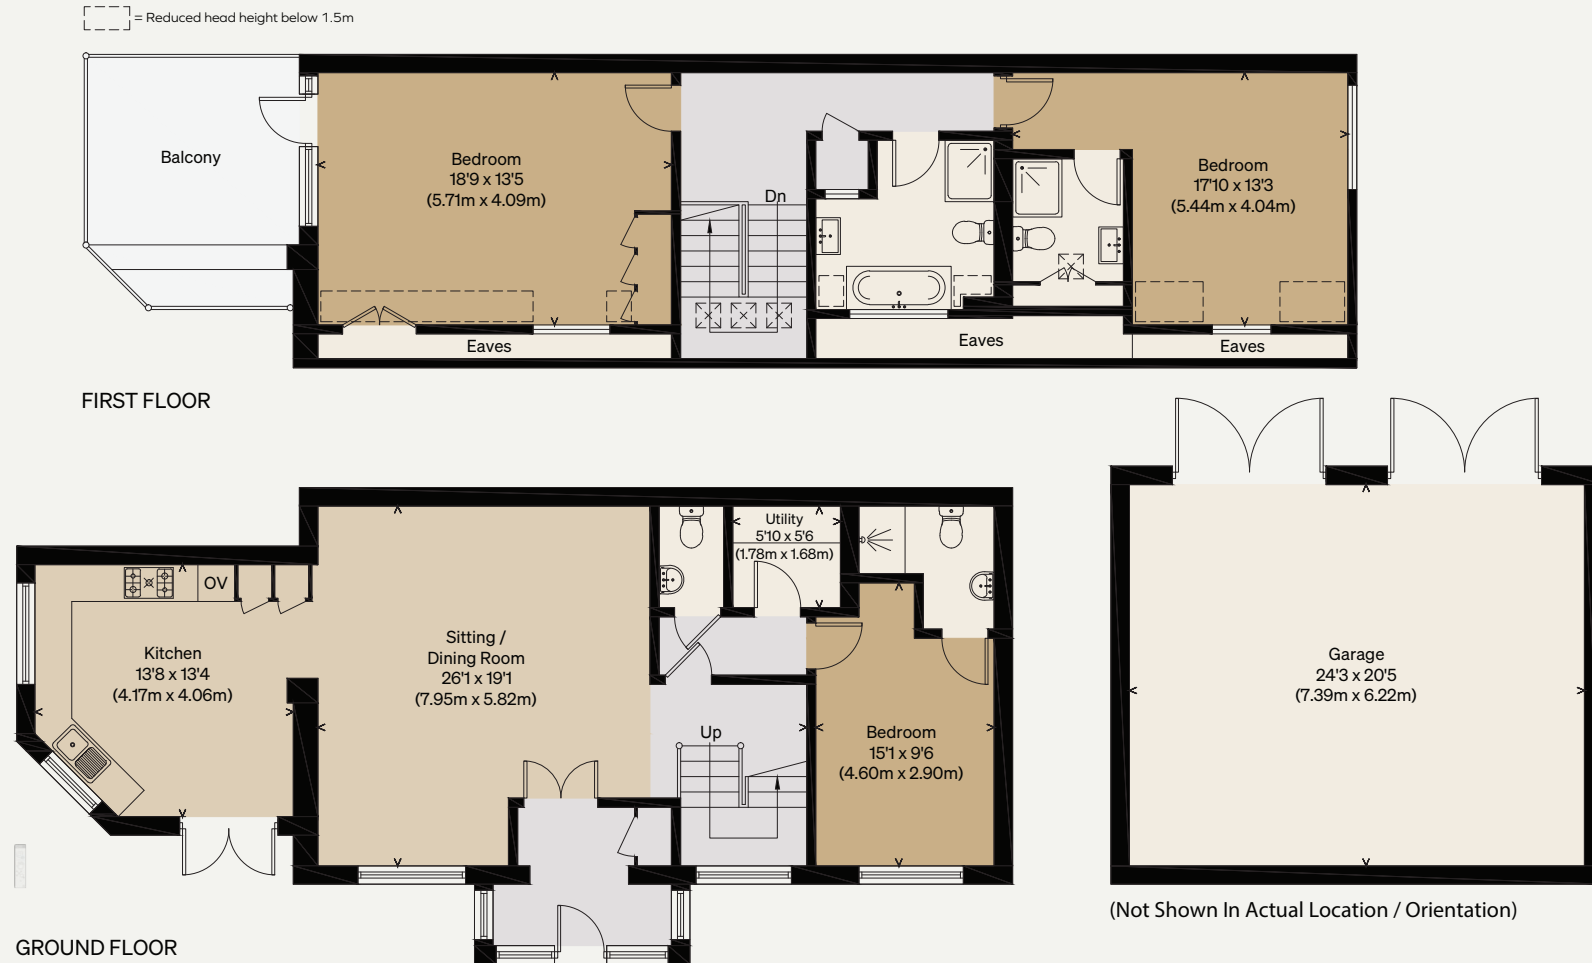 = Reduced head height below 1.5m
Balcony
Bedroom
18'9 x 13'5
(5.71m x 4.09m)
Dn
Bedroom
17'10 x 13'3
(5.44m x 4.04m)
Eaves
Eaves
Eaves
FIRST FLOOR
OV
Kitchen
13'8 x 13'4
(4.17m x 4.06m)
Sitting /
Dining Room
26'1 x 19'1
(7.95m x 5.82m)
Utility
5'10 x 5'6
(1.78m x 1.68m)
Up
Bedroom
15'1 x 9'6
(4.60m x 2.90m)
Garage
24'3 x 20'5
(7.39m x 6.22m)
(Not Shown In Actual Location / Orientation)
GROUND FLOOR